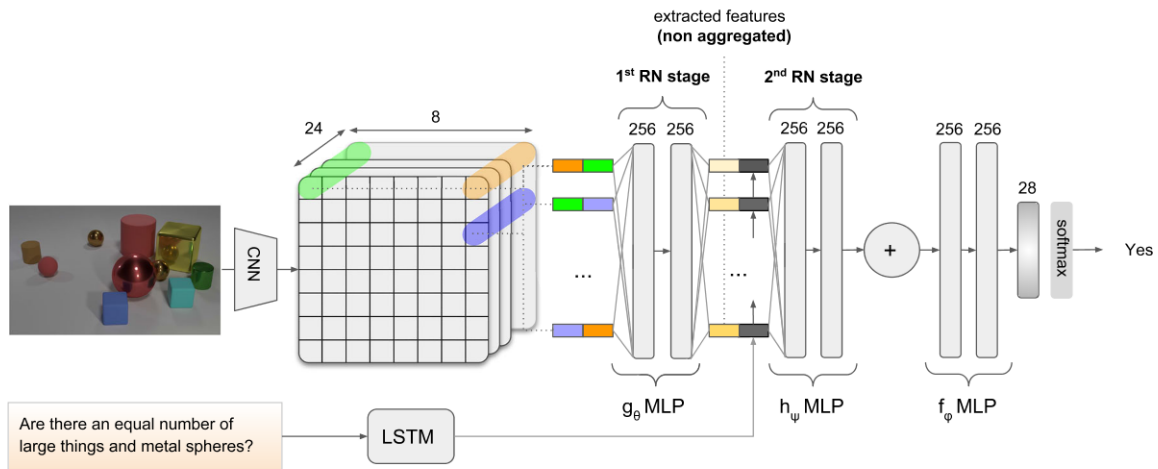 extracted features
(non aggregated)
1st RN stage
2nd RN stage
24
8
256 256
256 256
256 256
28
CNN
...
...
+
softmax
Yes
gθ MLP
hψ MLP
fφ MLP
Are there an equal number of
large things and metal spheres?
LSTM